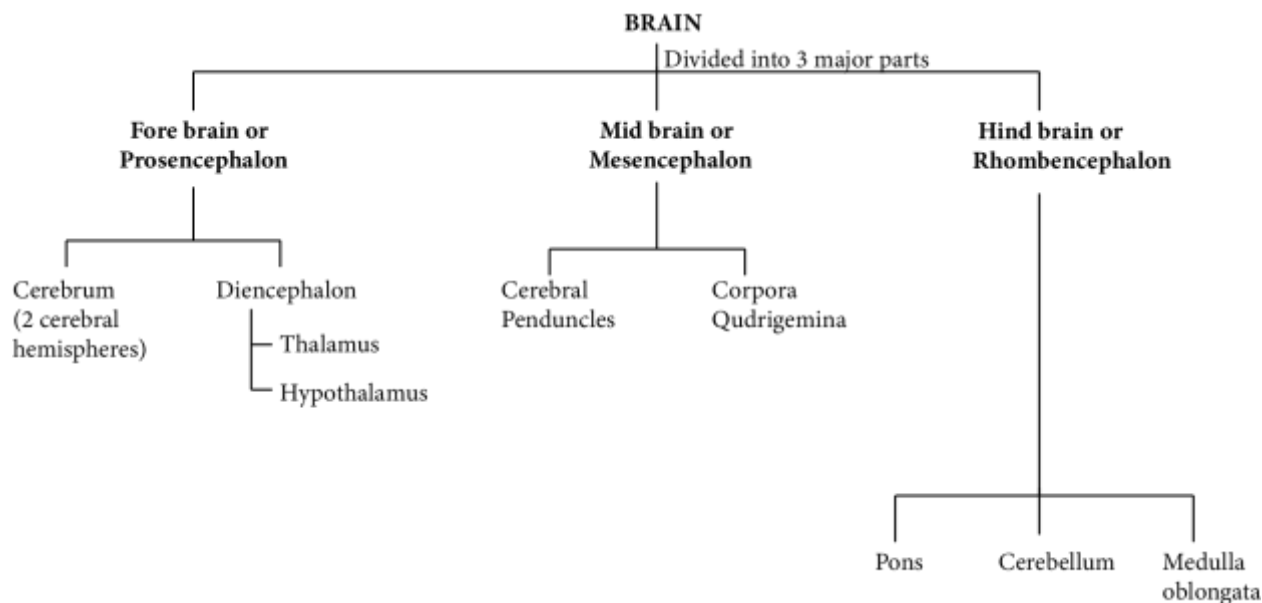 BRAIN
Divided into 3 major parts
Fore brain or
Prosencephalon
Mid brain or
Mesencephalon
Hind brain or
Rhombencephalon
Cerebrum
(2 cerebral
hemispheres)
Diencephalon
Thalamus
Hypothalamus
Cerebral
Penduncles
Corpora
Qudrigemina
Pons
Cerebellum
Medulla
oblongata